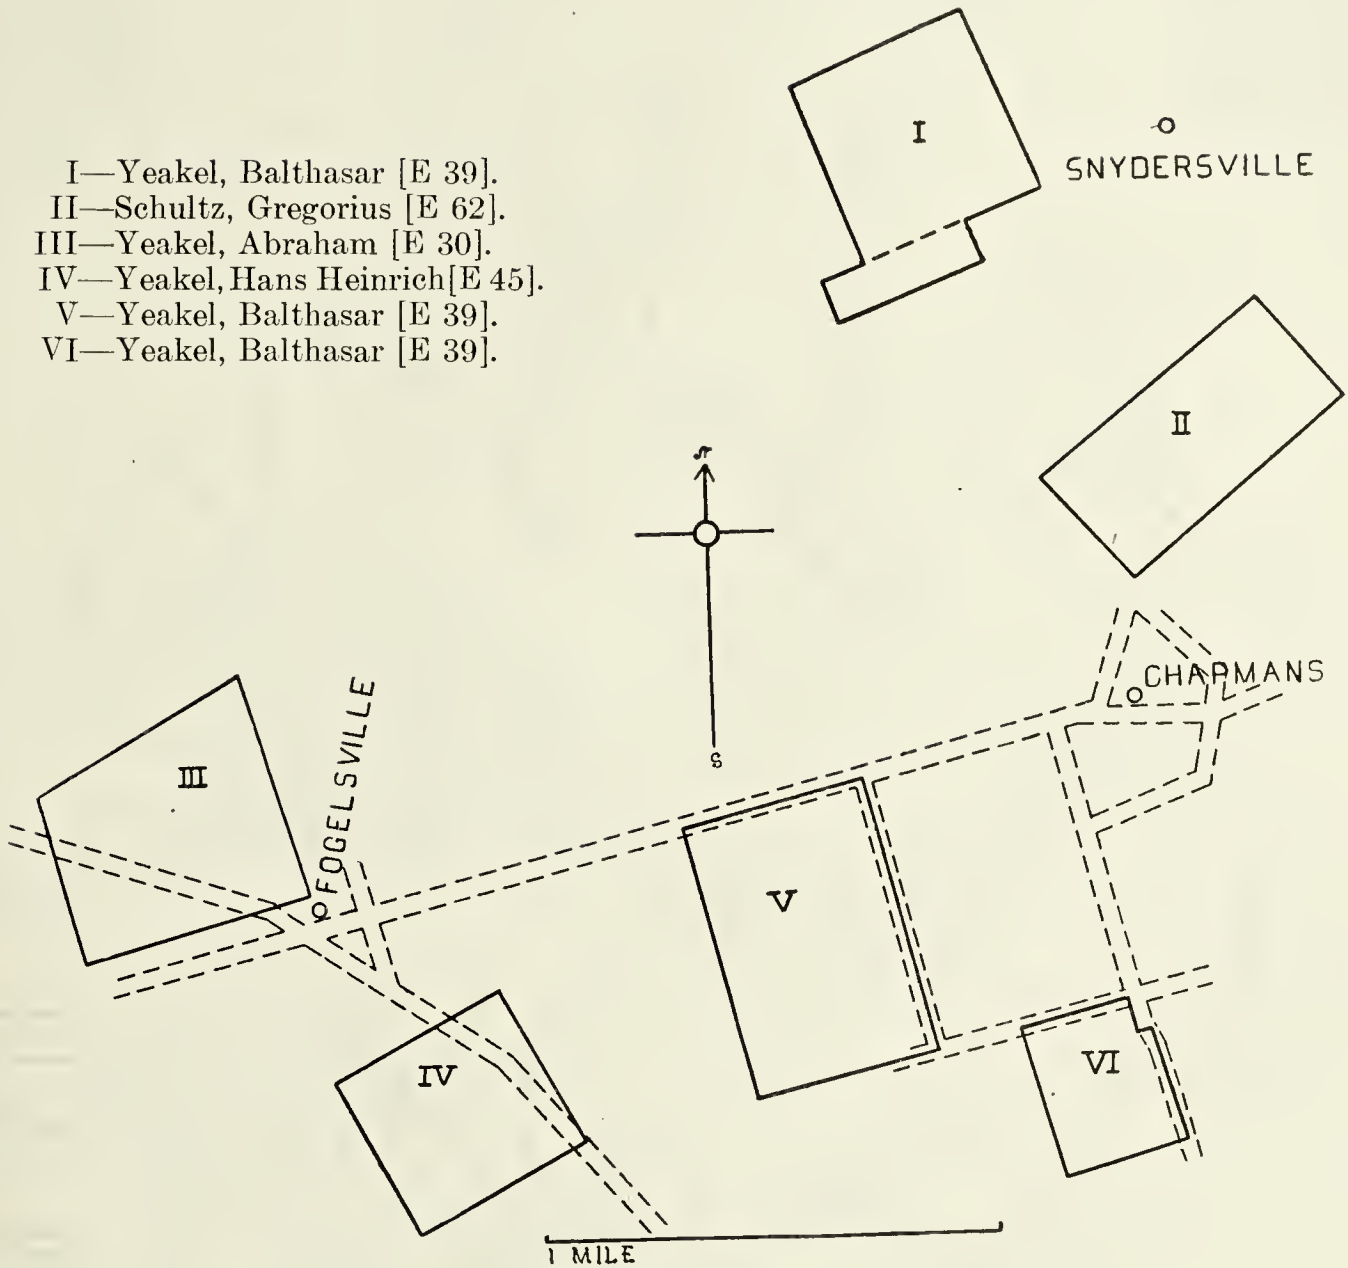 I—Yeakel, Balthasar [E 39].
II—Schultz, Gregorius [E 62].
III—Yeakel, Abraham [E 30].
IV—Yeakel, Hans Heinrich[E 45].
V—Yeakel, Balthasar [E 39].
VI—Yeakel, Balthasar [E 39].
I
SNYDERSVILLE
II
N
S
CHAPMANS
III
FOGELSVILLE
V
IV
VI
1 MILE